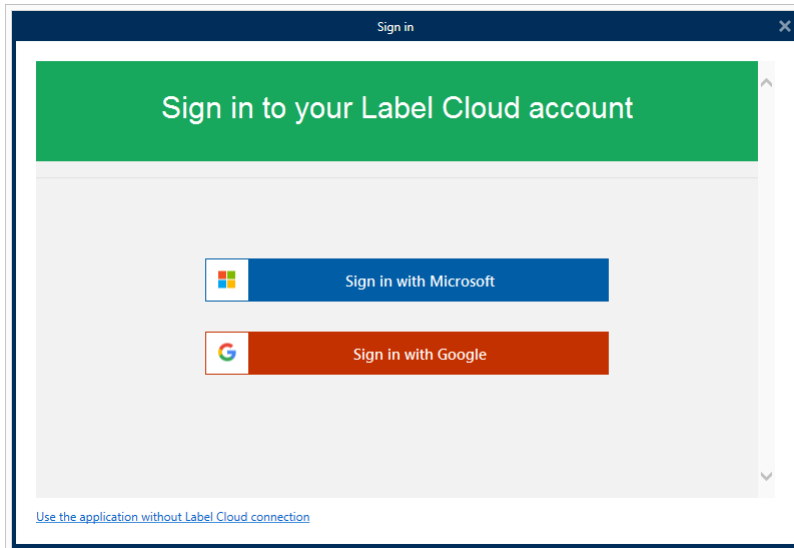 Sign in
Sign in to your Label Cloud account
Sign in with Microsoft
Sign in with Google
Use the application without Label Cloud connection